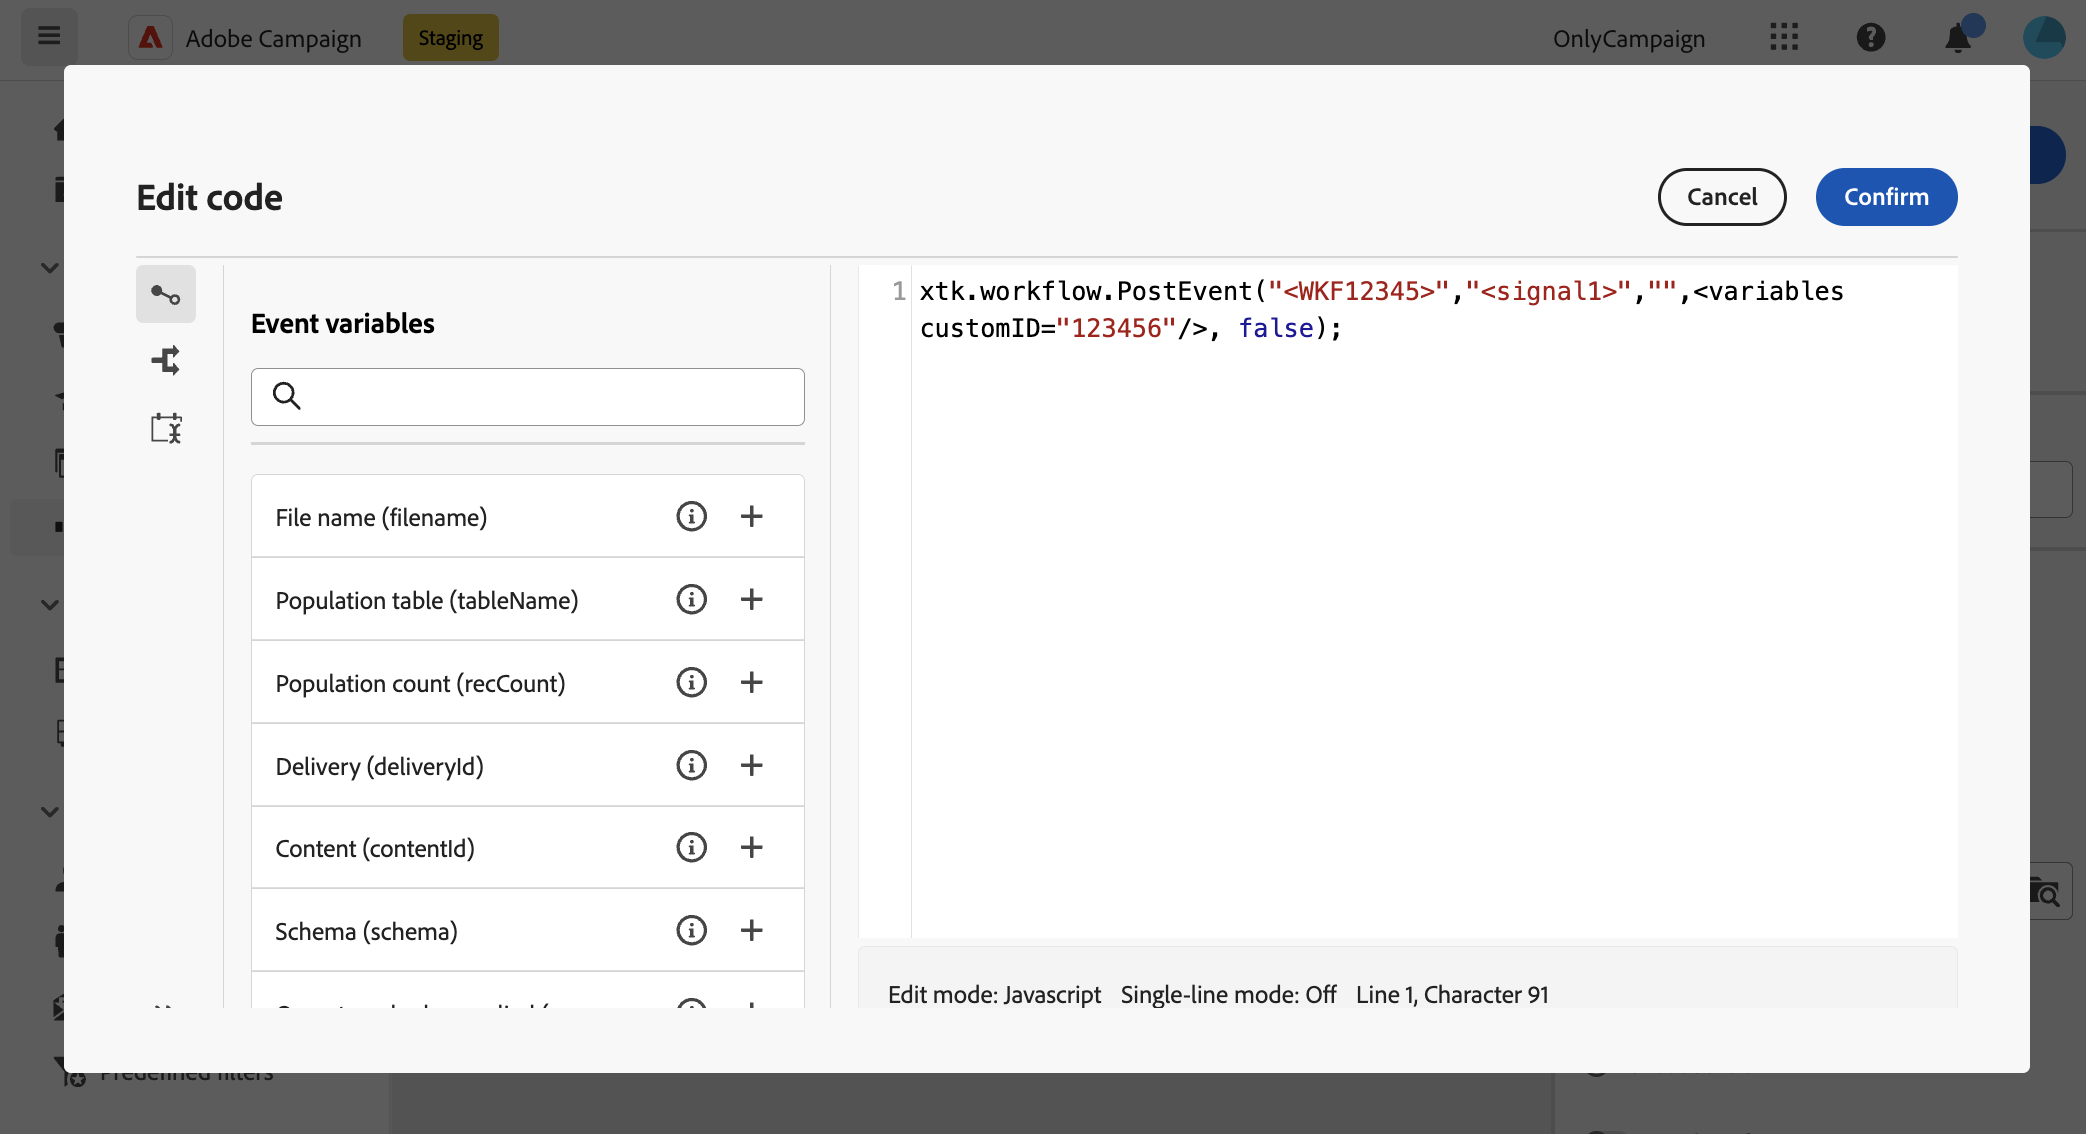 Adobe Campaign
Staging
OnlyCampaign
Edit code
Cancel
Confirm
Event variables
File name (filename)
Population table (tableName)
Population count (recCount)
Delivery (deliveryId)
Content (contentId)
Schema (schema)
1
xtk.workflow.PostEvent("<WKF12345>","<signal1>","",<variables
customID="123456"/>, false);
Edit mode: Javascript Single-line mode: Off Line 1, Character 91
Predefined filters